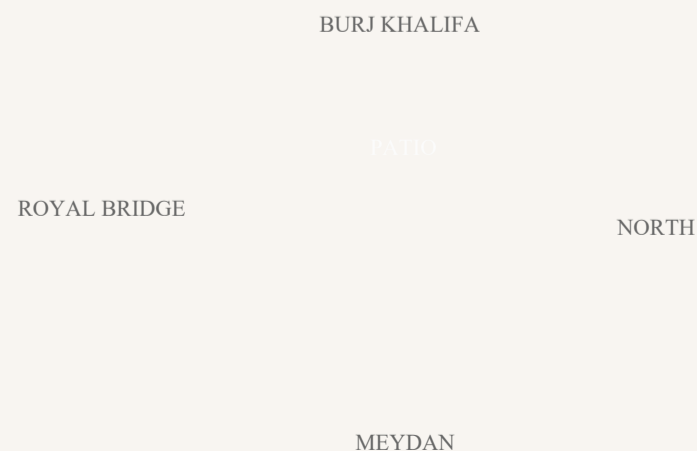 BURJ KHALIFA
PATIO
ROYAL BRIDGE
NORTH
MEYDAN